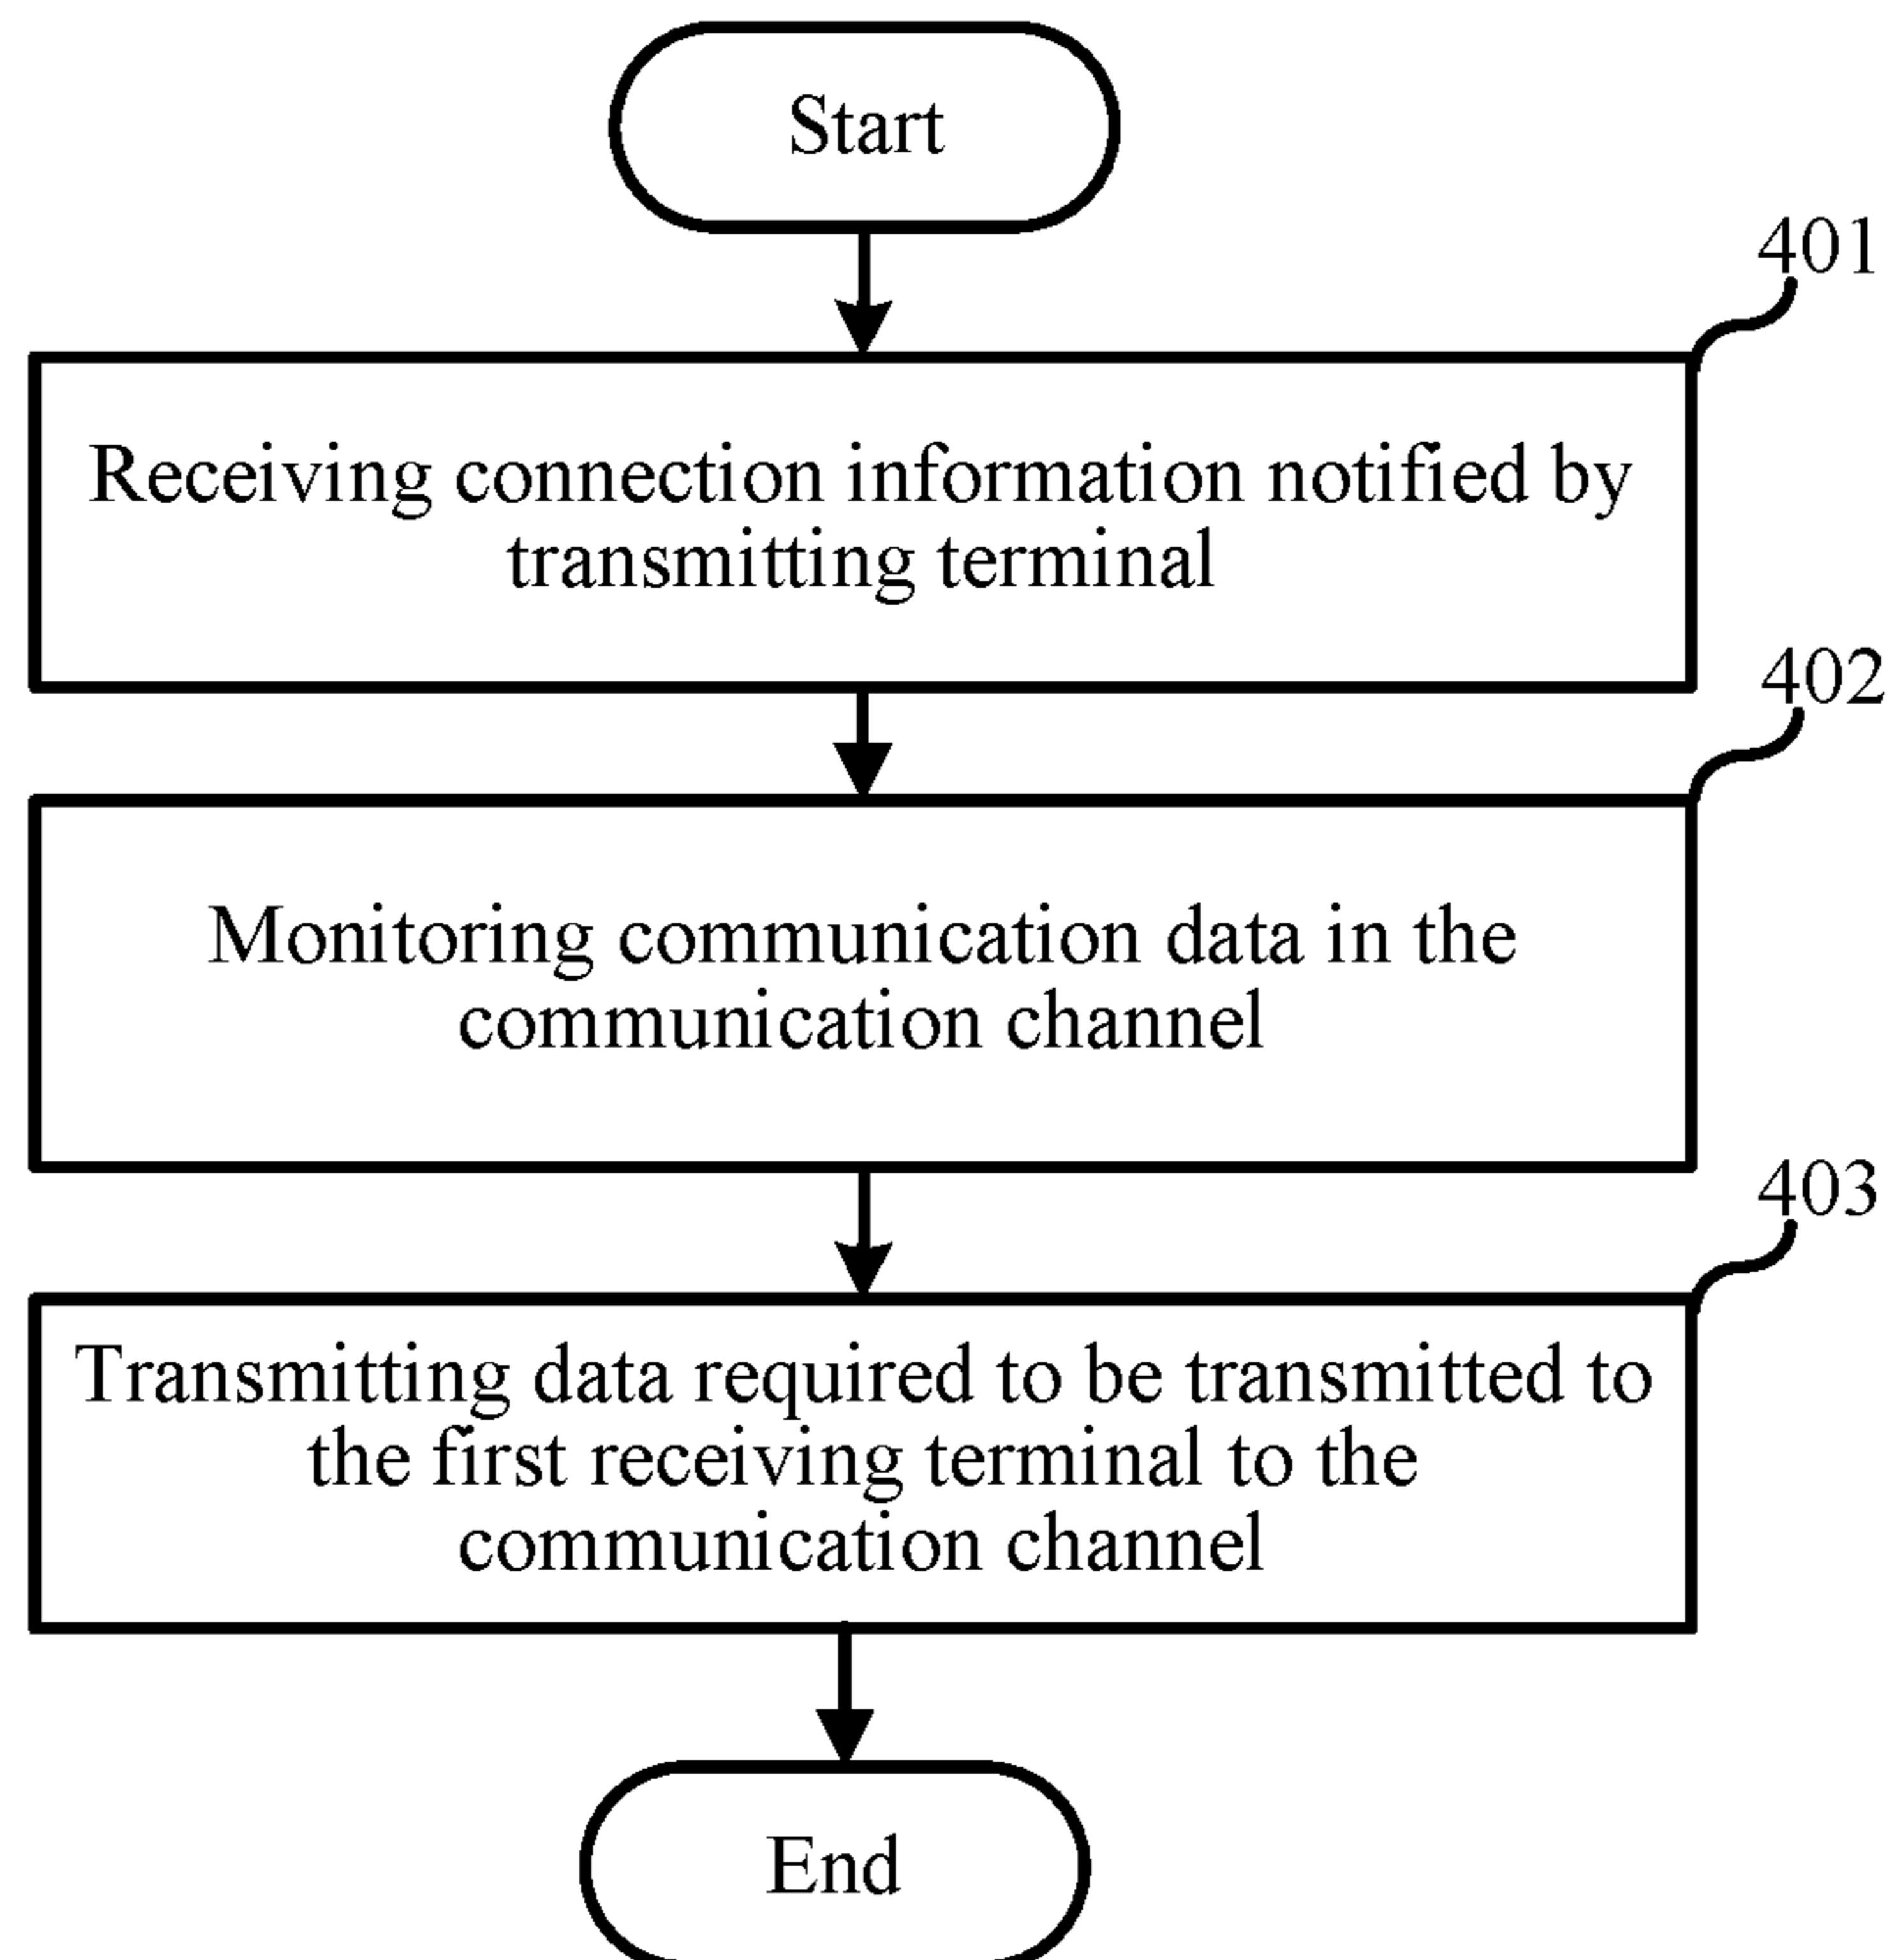 Start
401
Receiving connection information notified by
transmitting terminal
402
Monitoring communication data in the
communication channel
403
Transmitting data required to be transmitted to
the first receiving terminal to the
communication channel
End